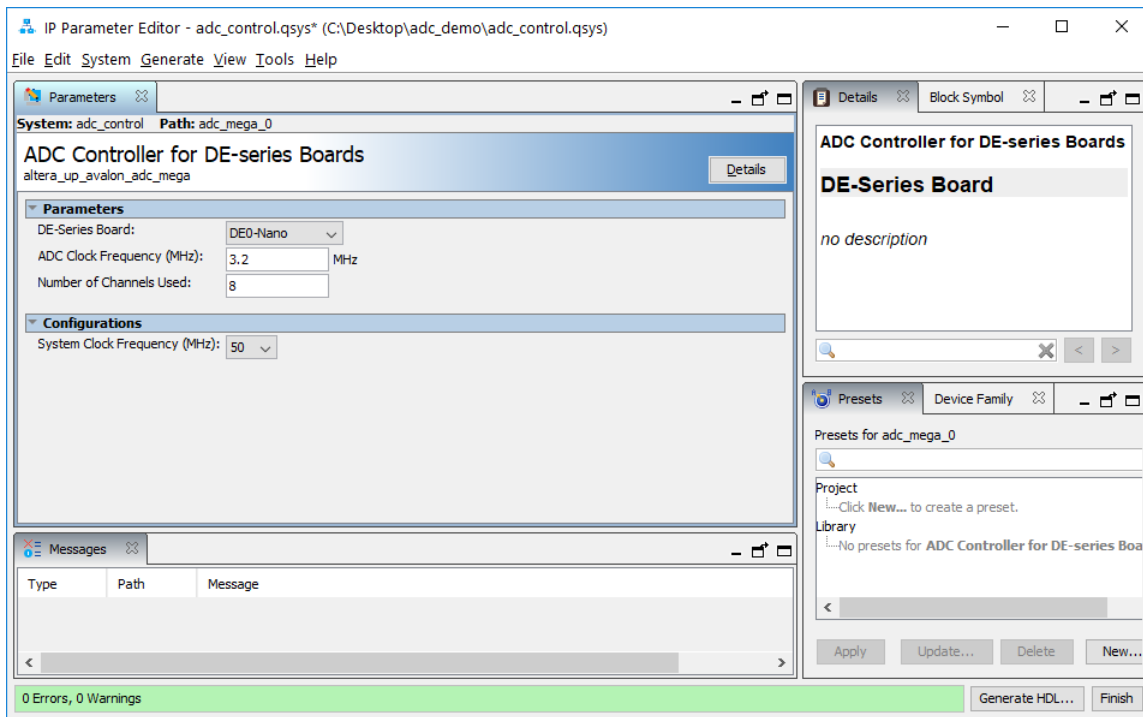 IP Parameter Editor - adc_control.qsys* (C:\Desktop\adc_demo\adc_control.qsys)
File Edit System Generate View Tools Help
Parameters
System: adc_control Path: adc_mega_0
ADC Controller for DE-series Boards
altera_up_avalon_adc_mega
Details
Parameters
DE-Series Board: DE0-Nano
ADC Clock Frequency (MHz): 3.2 MHz
Number of Channels Used: 8
Configurations
System Clock Frequency (MHz): 50
Messages
Type Path Message
Details Block Symbol
ADC Controller for DE-series Boards
DE-Series Board
no description
< >
Presets Device Family
Presets for adc_mega_0
Project
Click New... to create a preset.
Library
No presets for ADC Controller for DE-series Boa
Apply Update... Delete New...
0 Errors, 0 Warnings
Generate HDL... Finish